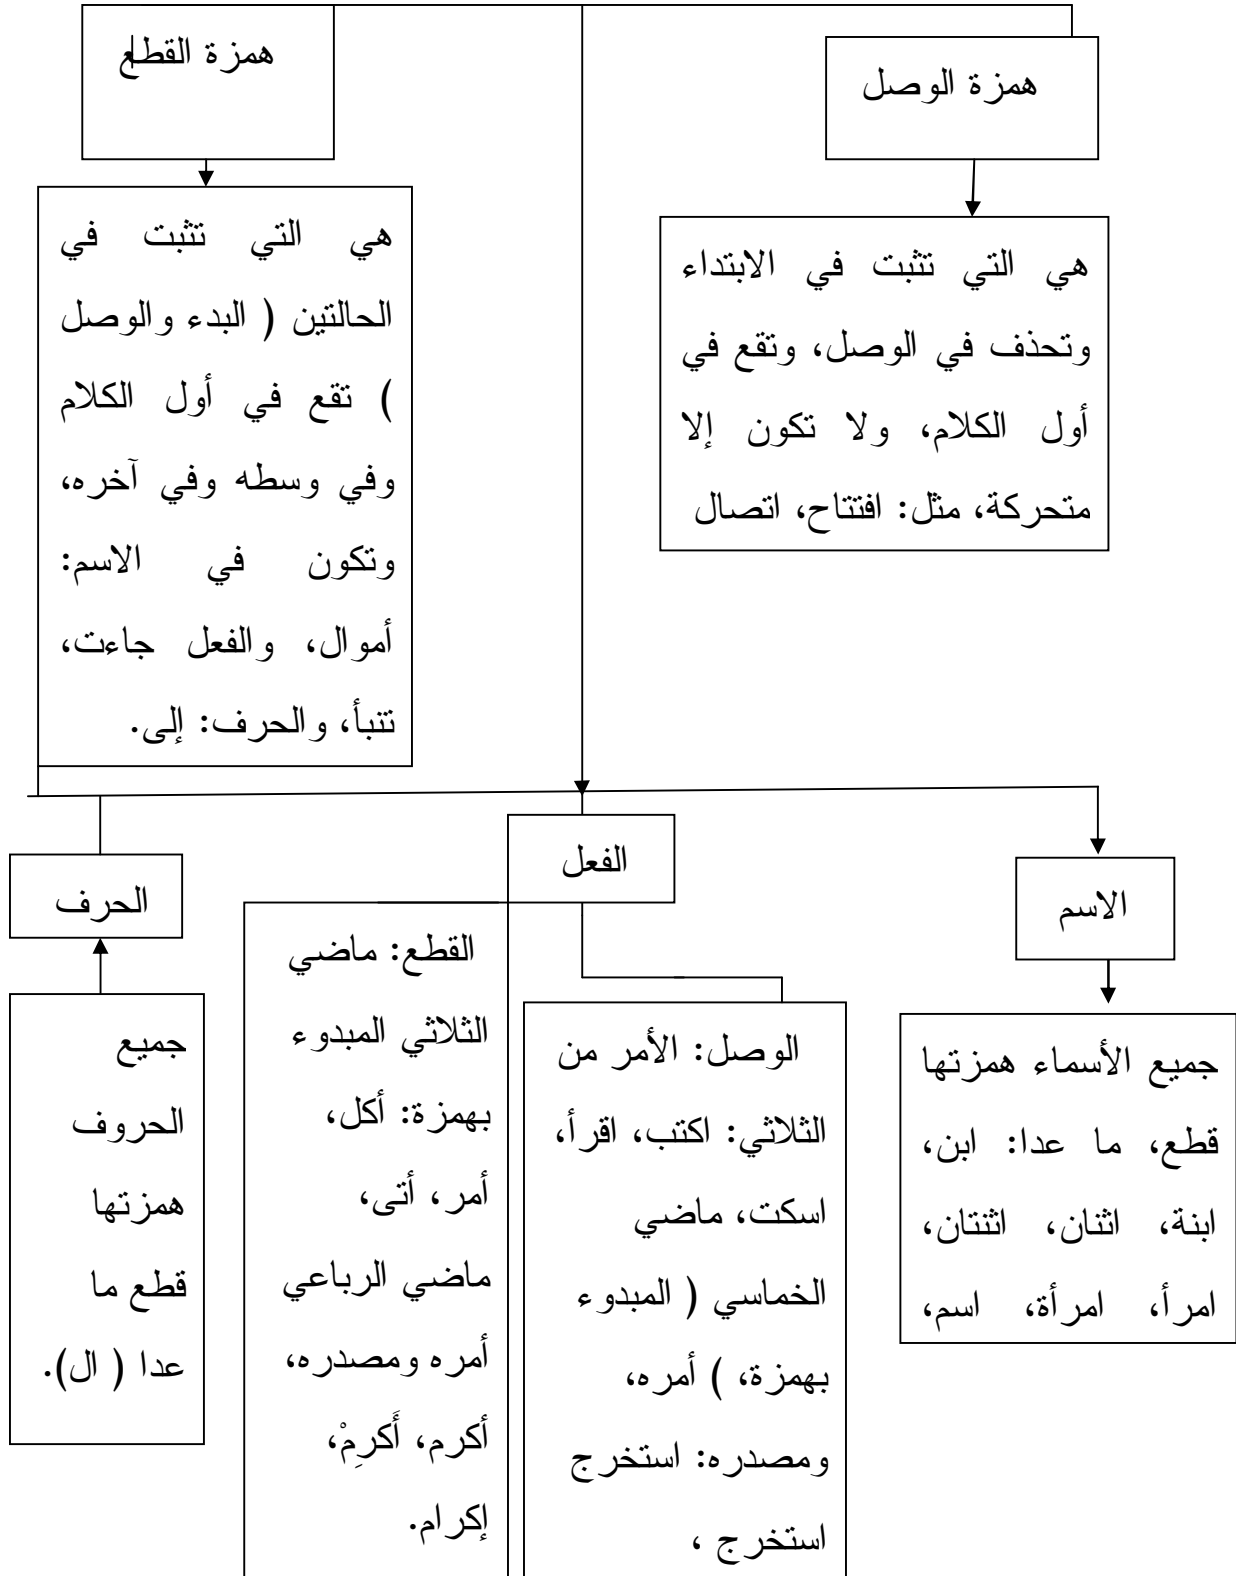 همزة الوصل
همزة القطع
هي التي تثبت في الابتداء
وتحذف في الوصل، وتقع في
أول الكلام، ولا تكون إلا
متحركة، مثل: افتتاح، اتصال
هي التي تثبت في
الحالتين ( البدء والوصل
) تقع في أول الكلام
وفي وسطه وفي آخره،
وتكون في الاسم:
أموال، والفعل جاءت،
تتبأ، والحرف: إلى.
الاسم
الفعل
الحرف
جميع الأسماء همزتها
قطع، ما عدا: ابن،
ابنة، اثنان، اثنتان،
امرأ، امرأة، اسم،
الوصل: الأمر من
الثلاثي: اكتب، اقرأ،
اسكت، ماضي
الخماسي ( المبدوء
بهمزة، ) أمره،
ومصدره: استخرج
استخرج ،
القطع: ماضي
الثلاثي المبدوء
بهمزة: أكل،
أمر، أتى،
ماضي الرباعي
أمره ومصدره،
أكرم، أَكرِمْ،
إكرام.
جميع
الحروف
همزتها
قطع ما
عدا ( ال).